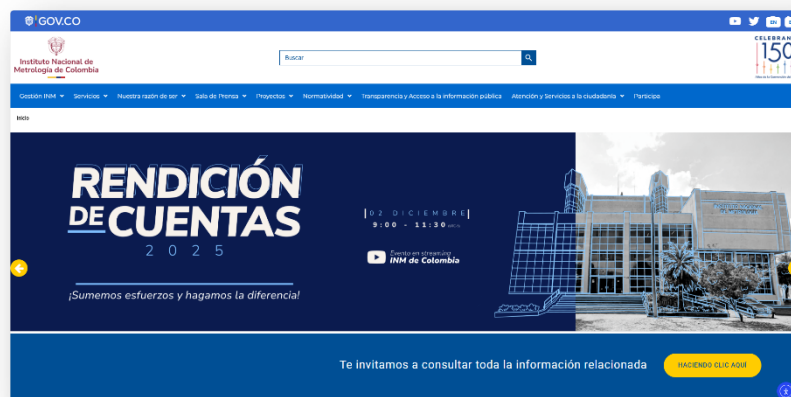 GOV.CO
EN
CELEBRAN
150
Instituto Nacional de
Metrología de Colombia
Buscar
Gestión INM Servicios Nuestra razón de ser Sala de Prensa Proyectos Normatividad Transparencia y Acceso a la información pública Atención y Servicios a la ciudadanía Participa
Inicio
RENDICIÓN
DE CUENTAS
2025
¡Sumemos esfuerzos y hagamos la diferencia!
|02 DICIEMBRE|
9:00 - 11:30
Evento en streaming
INM de Colombia
Te invitamos a consultar toda la información relacionada
HACIENDO CLIC AQUÍ